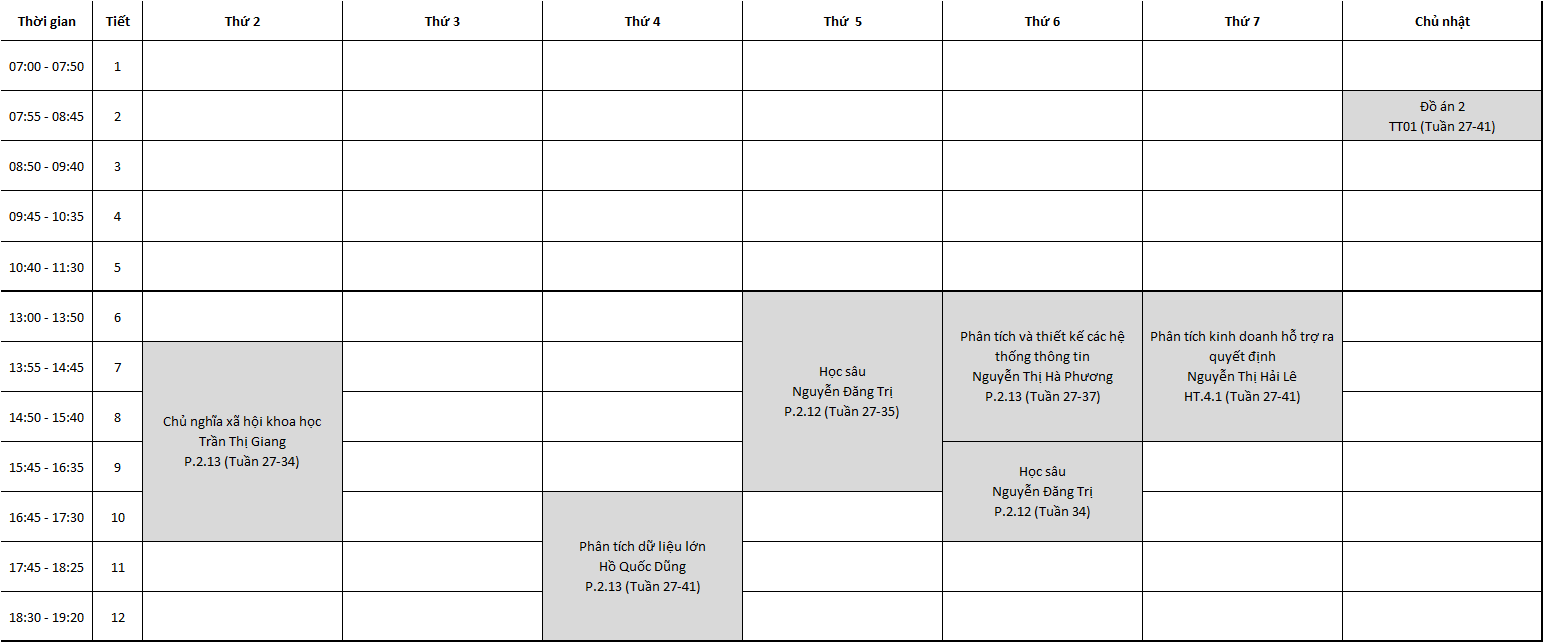 Thời gian Tiết Thứ 2 Thứ 3 Thứ 4 Thứ 5 Thứ 6 Thứ 7 Chủ nhật
07:00 - 07:50 1
07:55 - 08:45 2
Đồ án 2
TT01 (Tuần 27-41)
08:50 - 09:40 3
09:45 - 10:35 4
10:40 - 11:30 5
13:00 - 13:50 6
13:55 - 14:45 7
14:50 - 15:40 8
15:45 - 16:35 9
16:45 - 17:30 10
17:45 - 18:25 11
18:30 - 19:20 12
Chủ nghĩa xã hội khoa học
Trần Thị Giang
P.2.13 (Tuần 27-34)
Phân tích dữ liệu lớn
Hồ Quốc Dũng
P.2.13 (Tuần 27-41)
Học sâu
Nguyễn Đăng Trị
P.2.12 (Tuần 27-35)
Phân tích và thiết kế các hệ
thống thông tin
Nguyễn Thị Hà Phương
P.2.13 (Tuần 27-37)
Học sâu
Nguyễn Đăng Trị
P.2.12 (Tuần 34)
Phân tích kinh doanh hỗ trợ ra
quyết định
Nguyễn Thị Hải Lê
HT.4.1 (Tuần 27-41)